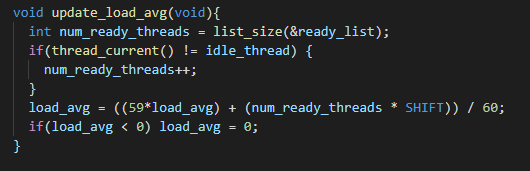 void update_load_avg(void){
  int num_ready_threads = list_size(&ready_list);
  if(thread_current() != idle_thread) {
    num_ready_threads++;
  }
  load_avg = ((59*load_avg) + (num_ready_threads * SHIFT)) / 60;
  if(load_avg < 0) load_avg = 0;
}